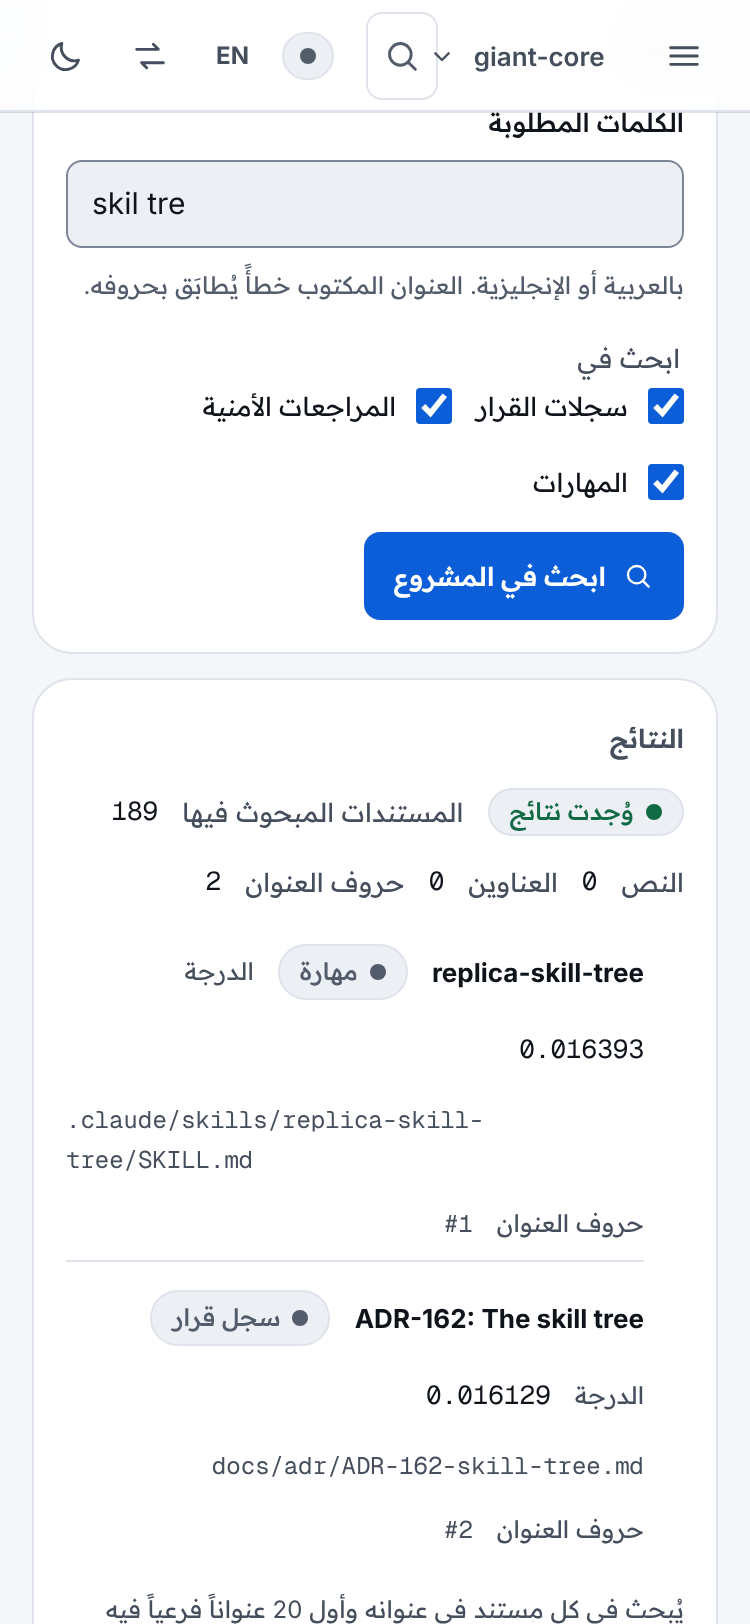 giant-core
EN
الكلمات المطلوبة
skil tre
بالعربية أو الإنجليزية. العنوان المكتوب خطأً يُطابَق بحروفه.
ابحث في
سجلات القرار المراجعات الأمنية
المهارات
ابحث في المشروع
النتائج
وُجدت نتائج المستندات المبحوث فيها 189
النص 0 العناوين 0 حروف العنوان 2
replica-skill-tree مهارة الدرجة
0.016393
.claude/skills/replica-skill-
tree/SKILL.md
حروف العنوان #1
ADR-162: The skill tree سجل قرار
الدرجة 0.016129
docs/adr/ADR-162-skill-tree.md
حروف العنوان #2
يُبحث في كل مستند في عنوانه وأول 20 عنواناً فرعياً فيه